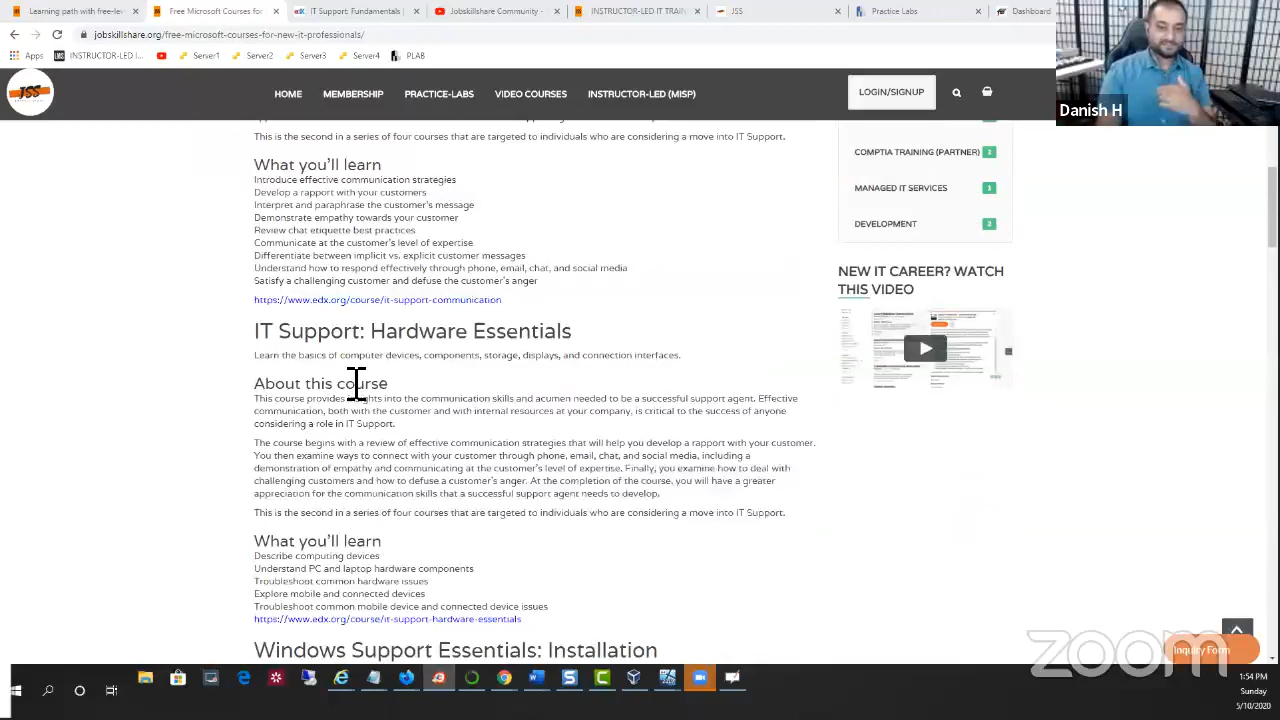 Learning path with free
Free Microsoft Courses for
IT Support: Fundamentals
Jobskillshare Community -
INSTRUCTOR-LED IT TRAIN
JSS
Practice Labs
Dashboard
jobskillshare.org/free-microsoft-courses-for-new-it-professionals/
Apps INSTRUCTOR-LED I... Server1 Server2 Server3 Server4 PLAB
JSS
HOME MEMBERSHIP PRACTICE-LABS VIDEO COURSES INSTRUCTOR-LED (MISP) LOGIN/SIGNUP
Danish H
This is the second in a series of four courses that are targeted to individuals who are considering a move into IT Support.
What you'll learn
Introduce effective communication strategies
Develop a rapport with your customers
Interpret and paraphrase the customer's message
Demonstrate empathy towards your customer
Review chat etiquette best practices
Communicate at the customer's level of expertise
Differentiate between implicit vs. explicit customer messages
Understand how to respond effectively through phone, email, chat, and social media
Satisfy a challenging customer and defuse the customer's anger
https://www.edx.org/course/it-support-communication
IT Support: Hardware Essentials
Learn the basics of computer devices, components, storage, displays, and connection interfaces.
About this course
This course provides insights into the communication skills and acumen needed to be a successful support agent. Effective
communication, both with the customer and with internal resources at your company, is critical to the success of anyone
considering a role in IT Support.
The course begins with a review of effective communication strategies that will help you develop a rapport with your customer.
You then examine ways to connect with your customer through phone, email, chat, and social media, including a
demonstration of empathy and communicating at the customer's level of expertise. Finally, you examine how to deal with
challenging customers and how to defuse a customer's anger. At the completion of the course, you will have a greater
appreciation for the communication skills that a successful support agent needs to develop.
This is the second in a series of four courses that are targeted to individuals who are considering a move into IT Support.
What you'll learn
Describe computing devices
Understand PC and laptop hardware components
Troubleshoot common hardware issues
Explore mobile and connected devices
Troubleshoot common mobile device and connected device issues
https://www.edx.org/course/it-support-hardware-essentials
Windows Support Essentials: Installation
COMPTIA TRAINING (PARTNER) 2
MANAGED IT SERVICES
DEVELOPMENT 2
NEW IT CAREER? WATCH
THIS VIDEO
zoom
Inquiry Form
1:54 PM
Sunday
5/10/2020